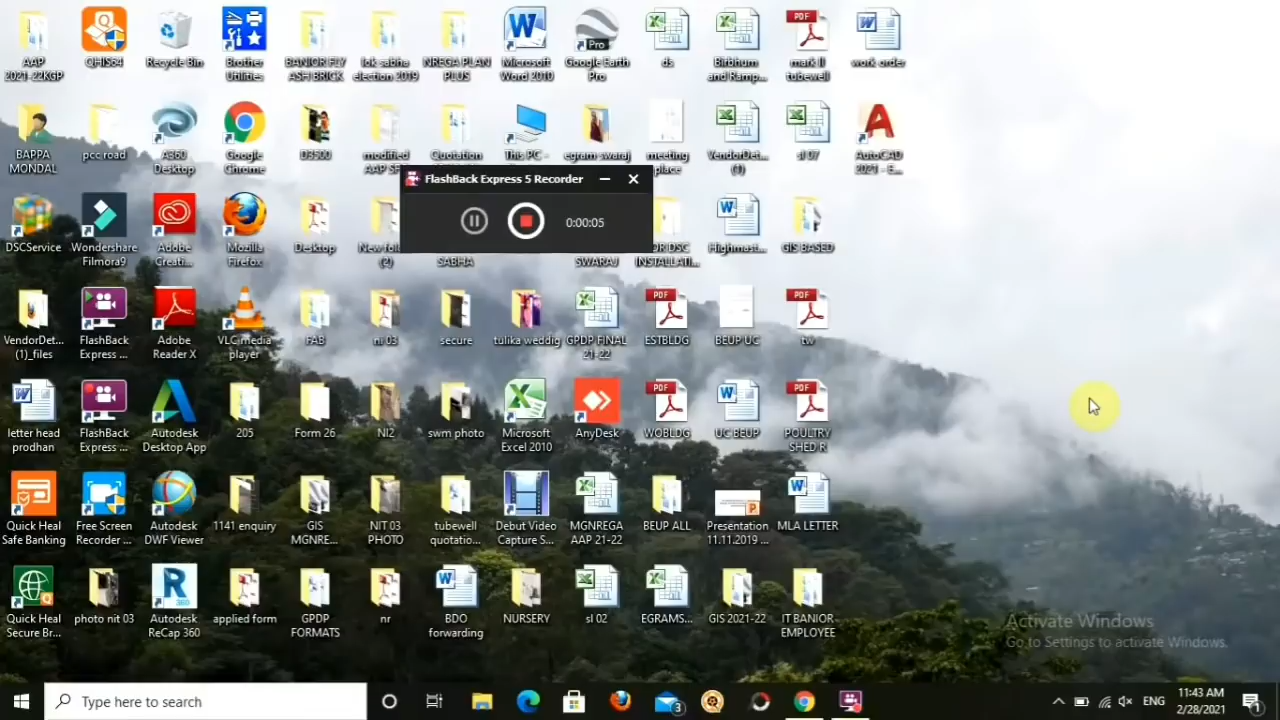 AAP
2021-22KGP
QHIS64
Recycle Bin
Brother
Utilities
BANIOR FLY
ASH BRICK
lok sabha
election 2019
NREGA PLAN
PLUS
Microsoft
Word 2010
Google Earth
Pro
ds
Birbhum
and Ramp...
mark II
tubewell
work order
BAPPA
MONDAL
pcc road
A360
Desktop
Google
Chrome
D3500
modified
Quotation
This PC -
egram swaraj
meeting
place
VendorDet...
(1)
sl 07
AutoCAD
2021 - E...
FlashBack Express 5 Recorder
0:00:05
DSCService
Wondershare
Filmora9
Adobe
Creati...
Mozilla
Firefox
Desktop
(2)
SABHA
SWARAJ
INSTALLATI...
Highmast...
GIS BASED
VendorDet...
(1)_files
FlashBack
Express ...
Adobe
Reader X
VLC media
player
FAB
ni 03
secure
tulika weddig
GPDP FINAL
21-22
ESTBLDG
BEUP UC
tw
letter head
prodhan
FlashBack
Express ...
Autodesk
Desktop App
205
Form 26
NI2
swm photo
Microsoft
Excel 2010
AnyDesk
WOBLDG
UC BEUP
POULTRY
SHED R
Quick Heal
Safe Banking
Free Screen
Recorder ...
Autodesk
DWF Viewer
1141 enquiry
GIS
MGNRE...
NIT 03
PHOTO
tubewell
quotatio...
Debut Video
Capture S...
MGNREGA
AAP 21-22
BEUP ALL
Presentation
11.11.2019 ...
MLA LETTER
Quick Heal
Secure Br...
photo nit 03
Autodesk
ReCap 360
applied form
GPDP
FORMATS
nr
BDO
forwarding
NURSERY
sl 02
EGRAMS...
GIS 2021-22
IT BANIOR
EMPLOYEE
Activate Windows
Go to Settings to activate Windows.
Type here to search
3
ENG
11:43 AM
2/28/2021
1